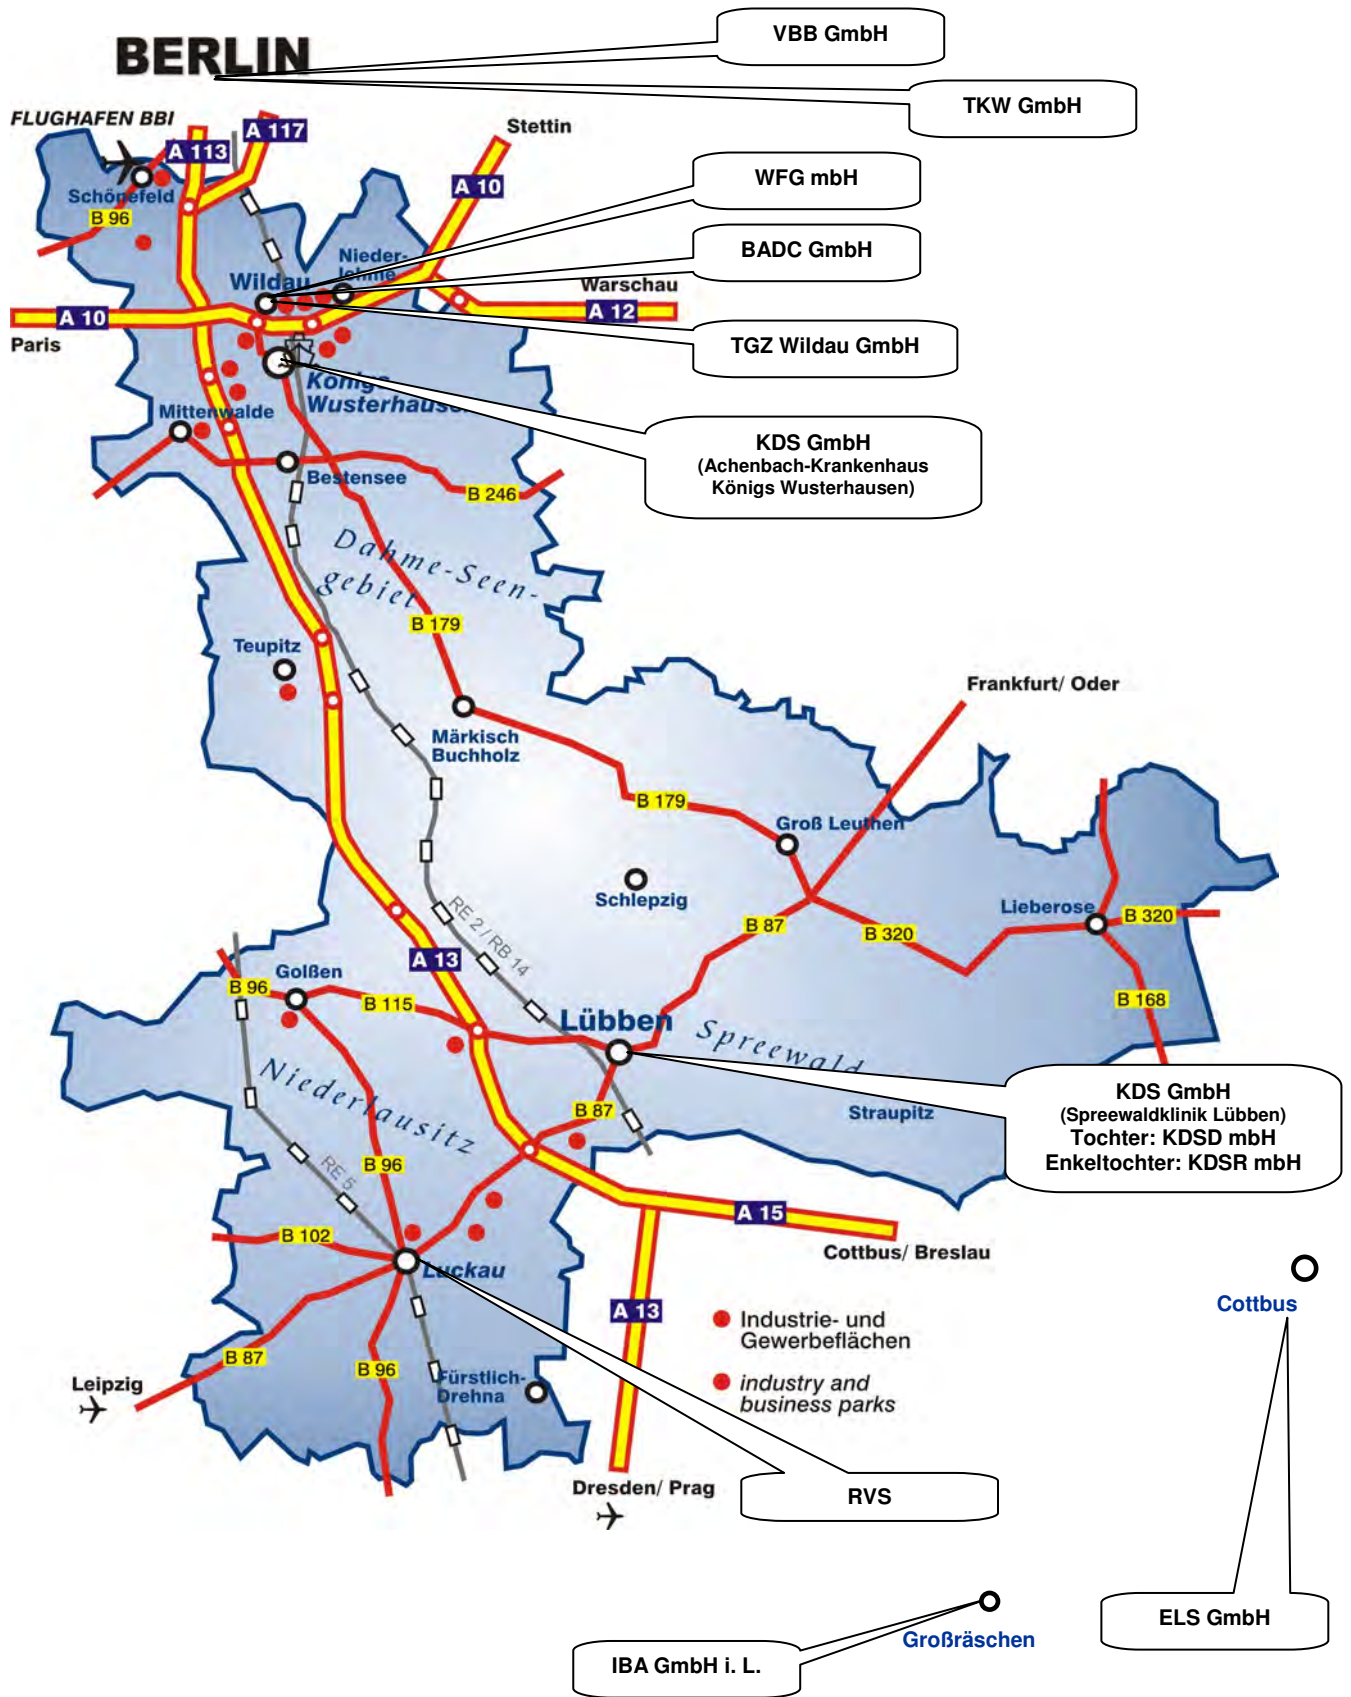 VBB GmbH
BERLIN
TKW GmbH
FLUGHAFEN BBI
A 117
A 113
Stettin
WFG mbH
A 10
Schönefeld
B 96
BADC GmbH
Nieder-
lehme
Wildau
Warschau
A 10
A 12
Paris
TGZ Wildau GmbH
Königs
Wusterhausen
Mittenwalde
KDS GmbH
(Achenbach-Krankenhaus
Königs Wusterhausen)
Bestensee
B 246
Dahme-Seen-
gebiet
B 179
Teupitz
Frankfurt/ Oder
Märkisch
Buchholz
B 179
Groß Leuthen
Schlepzig
Lieberose
B 320
B 87
B 320
RE 2 / RB 14
A 13
Golßen
B 96
B 115
B 168
Lübben
Spreewald
Niederlausitz
KDS GmbH
(Spreewaldklinik Lübben)
Tochter: KDSD mbH
Enkeltochter: KDSR mbH
Straupitz
B 87
B 96
RE 5
A 15
B 102
Cottbus/ Breslau
Luckau
Cottbus
A 13
Industrie- und
Gewerbeflächen
B 87
B 96
Leipzig
Fürstlich-
Drehna
industry and
business parks
Dresden/ Prag
RVS
ELS GmbH
Großräschen
IBA GmbH i. L.